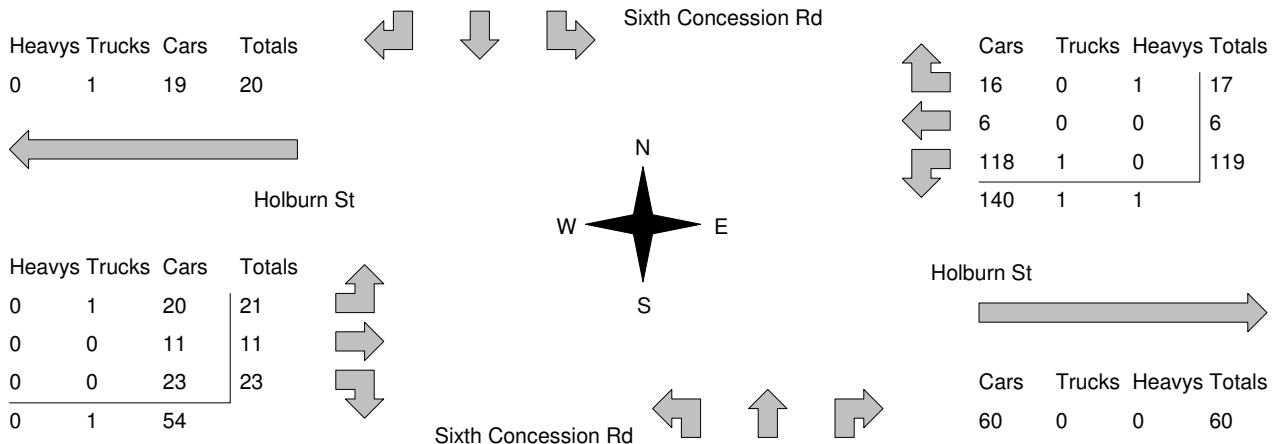 Sixth Concession Rd
Heavys Trucks Cars Totals
0 1 19 20
Cars Trucks Heavys Totals
16 0 1 17
6 0 0 6
118 1 0 119
140 1 1
N
W E
S
Holburn St
Heavys Trucks Cars Totals
0 1 20 21
0 0 11 11
0 0 23 23
0 1 54
Holburn St
Cars Trucks Heavys Totals
60 0 0 60
Sixth Concession Rd